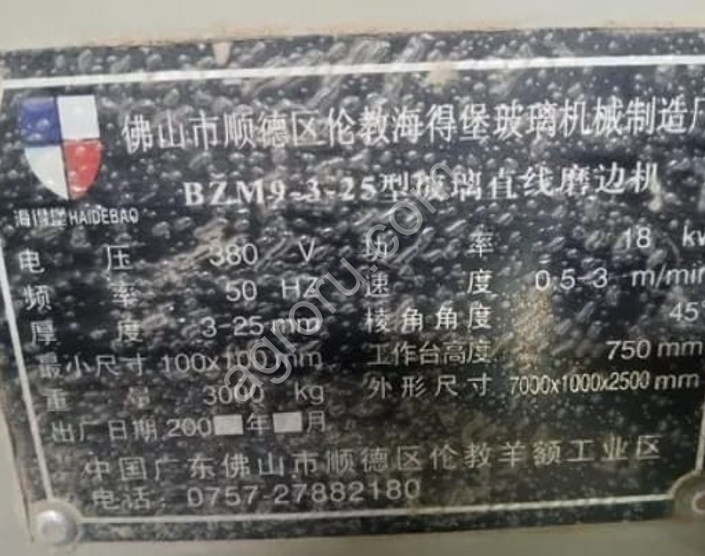 佛山市顺德区伦教海得堡玻璃机械制造厂
BZM9-3-25型玻璃直线磨边机
海得堡 HAIDEBAO
电压 380 V 功率 18 kw
频率 50 HZ 速度 0.5-3 m/min
厚度 3-25 mm 棱角角度 45°
最小尺寸 100x100 mm 工作台高度 750 mm
重量 3000 kg 外形尺寸 7000x1000x2500 mm
出厂日期 200 年 月
中国广东佛山市顺德区伦教羊额工业区
电话: 0757-27882180
agroru.com